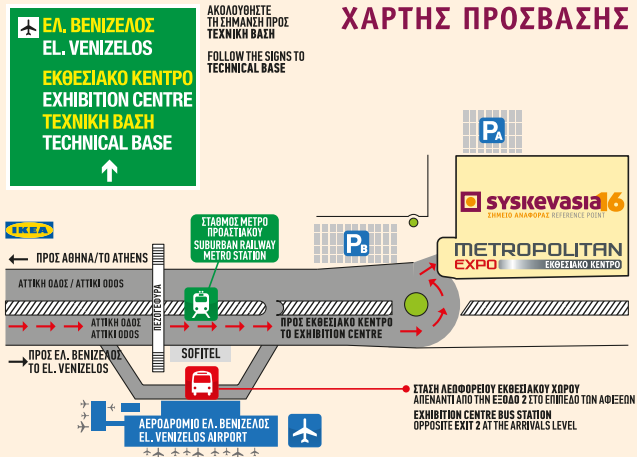 ΕΛ. ΒΕΝΙΖΕΛΟΣ
EL. VENIZELOS
ΕΚΘΕΣΙΑΚΟ ΚΕΝΤΡΟ
EXHIBITION CENTRE
ΤΕΧΝΙΚΗ ΒΑΣΗ
TECHNICAL BASE
ΑΚΟΛΟΥΘΗΣΤΕ
ΤΗ ΣΗΜΑΝΣΗ ΠΡΟΣ
ΤΕΧΝΙΚΗ ΒΑΣΗ
FOLLOW THE SIGNS TO
TECHNICAL BASE
ΧΑΡΤΗΣ ΠΡΟΣΒΑΣΗΣ
PA
syskevasia16
ΣΗΜΕΙΟ ΑΝΑΦΟΡΑΣ REFERENCE POINT
METROPOLITAN
EXPO ΕΚΘΕΣΙΑΚΟ ΚΕΝΤΡΟ
PB
ΣΤΑΘΜΟΣ ΜΕΤΡΟ
ΠΡΟΑΣΤΙΑΚΟΥ
SUBURBAN RAILWAY
METRO STATION
IKEA
ΠΡΟΣ ΑΘΗΝΑ/TO ATHENS
ΑΤΤΙΚΗ ΟΔΟΣ / ATTIKI ODOS
ΠΕΖΟΓΕΦΥΡΑ
ΑΤΤΙΚΗ ΟΔΟΣ
ATTIKI ODOS
ΠΡΟΣ ΕΚΘΕΣΙΑΚΟ ΚΕΝΤΡΟ
TO EXHIBITION CENTRE
ΠΡΟΣ ΕΛ. ΒΕΝΙΖΕΛΟΣ
TO EL. VENIZELOS
SOFITEL
ΣΤΑΣΗ ΛΕΩΦΟΡΕΙΟΥ ΕΚΘΕΣΙΑΚΟΥ ΧΩΡΟΥ
ΑΠΕΝΑΝΤΙ ΑΠΟ ΤΗΝ ΕΞΟΔΟ 2 ΣΤΟ ΕΠΙΠΕΔΟ ΤΩΝ ΑΦΙΞΕΩΝ
EXHIBITION CENTRE BUS STATION
OPPOSITE EXIT 2 AT THE ARRIVALS LEVEL
ΑΕΡΟΔΡΟΜΙΟ ΕΛ. ΒΕΝΙΖΕΛΟΣ
EL. VENIZELOS AIRPORT